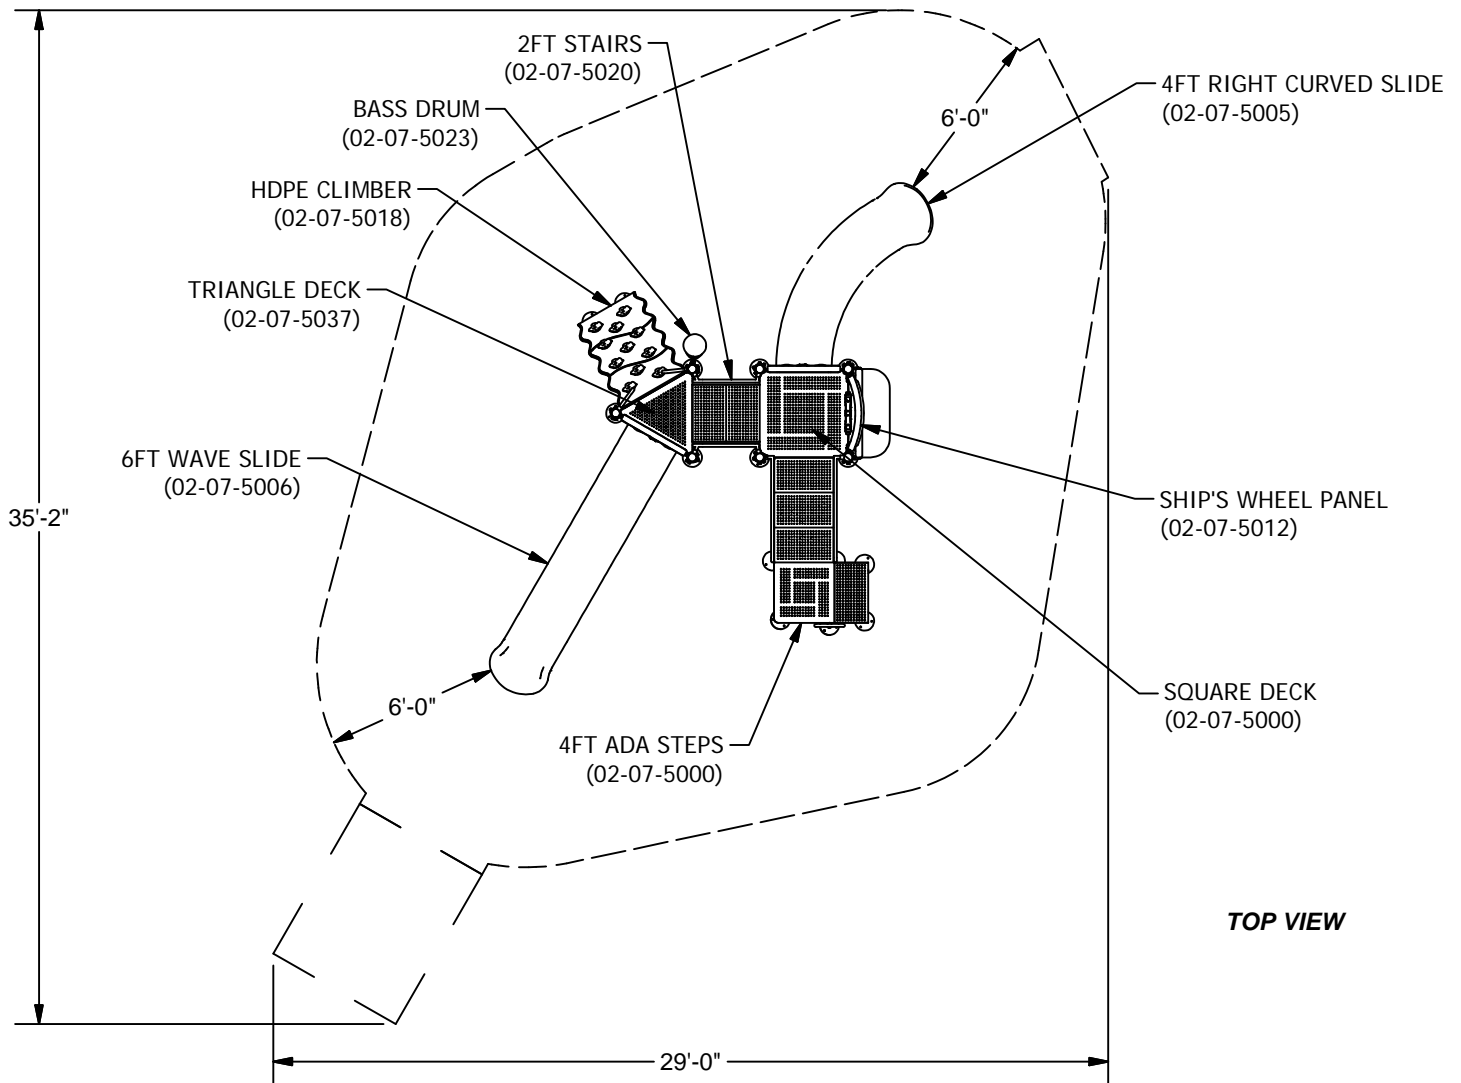 2FT STAIRS
(02-07-5020)
BASS DRUM
(02-07-5023)
HDPE CLIMBER
(02-07-5018)
TRIANGLE DECK
(02-07-5037)
6FT WAVE SLIDE
(02-07-5006)
35'-2"
6'-0"
4FT RIGHT CURVED SLIDE
(02-07-5005)
6'-0"
SHIP'S WHEEL PANEL
(02-07-5012)
SQUARE DECK
(02-07-5000)
4FT ADA STEPS
(02-07-5000)
TOP VIEW
29'-0"